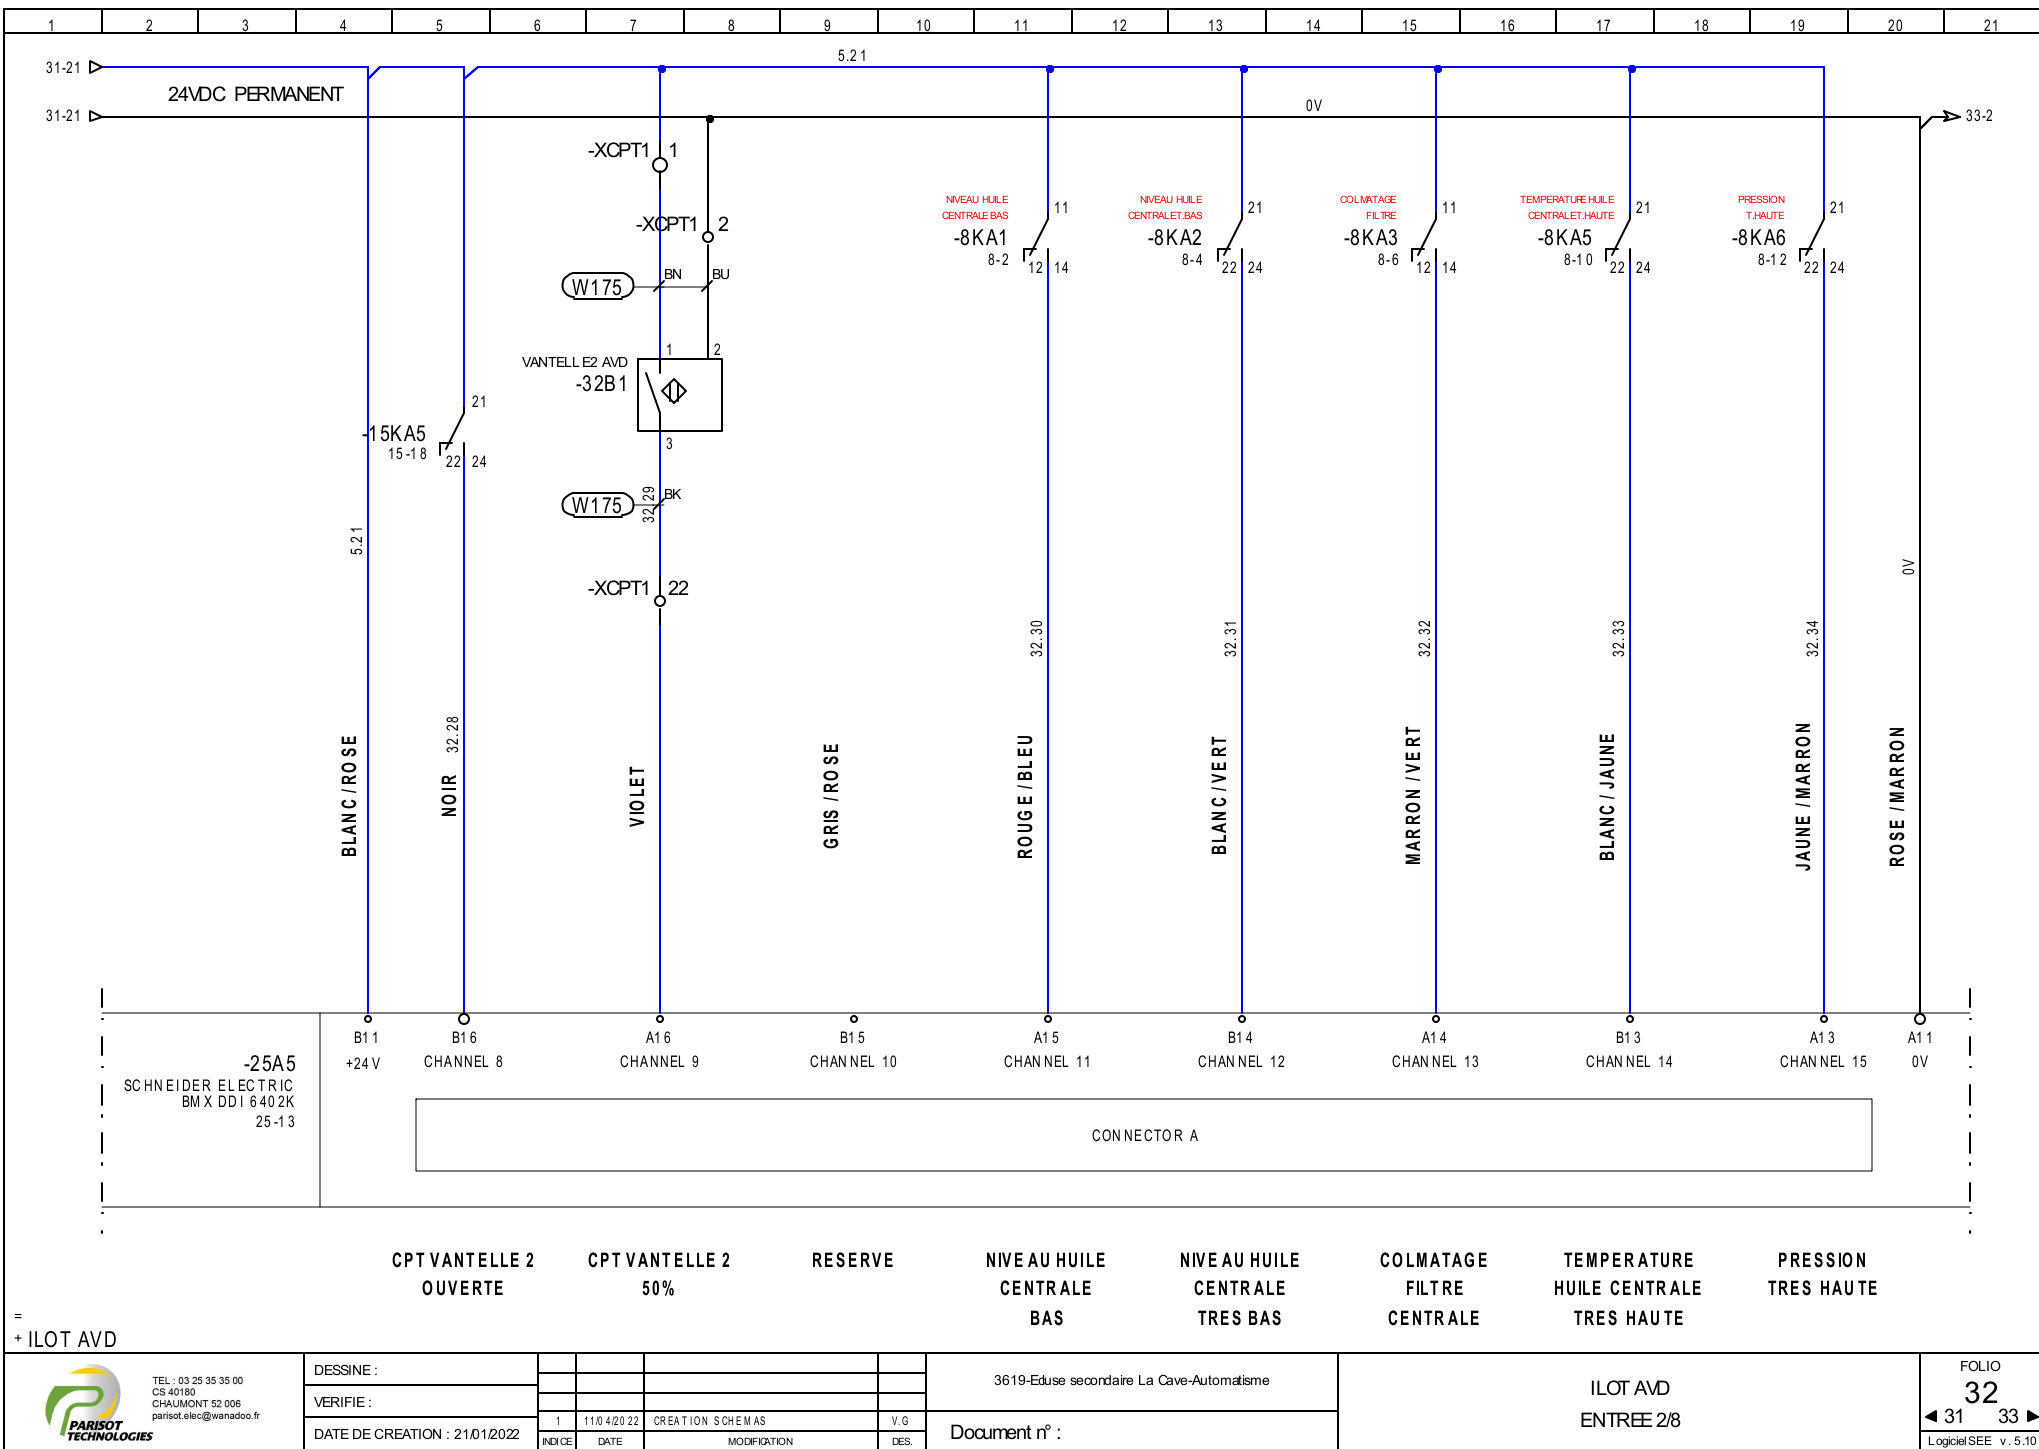 1 2 3 4 5 6 7 8 9 10 11 12 13 14 15 16 17 18 19 20 21
31-21
5.21
24VDC PERMANENT
31-21
0V
33-2
-XCPT1 1
-XCPT1 2
W175
BN
BU
VANTELLE2 AVD
-32B1
1
2
3
W175
32.29
BK
-XCPT1 22
-15KA5
15-18
21
22 24
NIVEAU HUILE
CENTRALE BAS
-8KA1
8-2
11
12 14
NIVEAU HUILE
CENTRALE T.BAS
-8KA2
8-4
21
22 24
COLMATAGE
FILTRE
-8KA3
8-6
11
12 14
TEMPERATURE HUILE
CENTRALE T.HAUTE
-8KA5
8-10
21
22 24
PRESSION
T.HAUTE
-8KA6
8-12
21
22 24
5.21
32.28
32.30
32.31
32.32
32.33
32.34
0V
BLANC/ROSE
NOIR
VIOLET
GRIS/ROSE
ROUGE/BLEU
BLANC/VERT
MARRON/VERT
BLANC/JAUNE
JAUNE/MARRON
ROSE/MARRON
B11 B16 A16 B15 A15 B14 A14 B13 A13 A11
+24V CHANNEL 8 CHANNEL 9 CHANNEL 10 CHANNEL 11 CHANNEL 12 CHANNEL 13 CHANNEL 14 CHANNEL 15 0V
-25A5
SCHNEIDER ELECTRIC
BMX DDI 6402K
25-13
CONNECTOR A
CPT VANTELLE 2
OUVERTE
CPT VANTELLE 2
50%
RESERVE
NIVEAU HUILE
CENTRALE
BAS
NIVEAU HUILE
CENTRALE
TRES BAS
COLMATAGE
FILTRE
CENTRALE
TEMPERATURE
HUILE CENTRALE
TRES HAUTE
PRESSION
TRES HAUTE
=
+ ILOT AVD
PARISOT
TECHNOLOGIES
TEL : 03 25 35 35 00
CS 40180
CHAUMONT 52 006
parisot.elec@wanadoo.fr
DESSINE :
VERIFIE :
DATE DE CREATION : 21/01/2022
1 11/04/2022 CREATION SCHEMAS V.G
INDICE DATE MODIFICATION DES.
3619-Eduse secondaire La Cave-Automatisme
Document n° :
ILOT AVD
ENTREE 2/8
FOLIO
32
31 33
Logiciel SEE v. 5.10